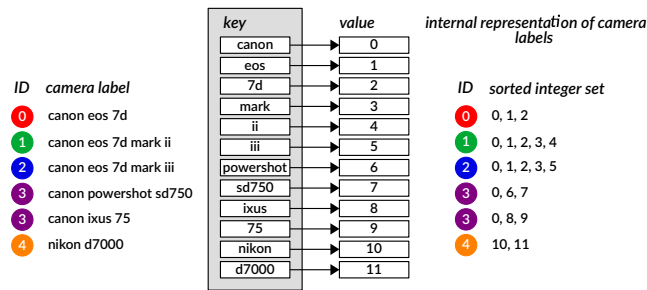 key
value
internal representation of camera
labels
canon
0
eos
1
7d
2
mark
3
ii
4
iii
5
powershot
6
sd750
7
ixus
8
75
9
nikon
10
d7000
11
ID camera label
0 canon eos 7d
1 canon eos 7d mark ii
2 canon eos 7d mark iii
3 canon powershot sd750
3 canon ixus 75
4 nikon d7000
ID sorted integer set
0 0, 1, 2
1 0, 1, 2, 3, 4
2 0, 1, 2, 3, 5
3 0, 6, 7
3 0, 8, 9
4 10, 11